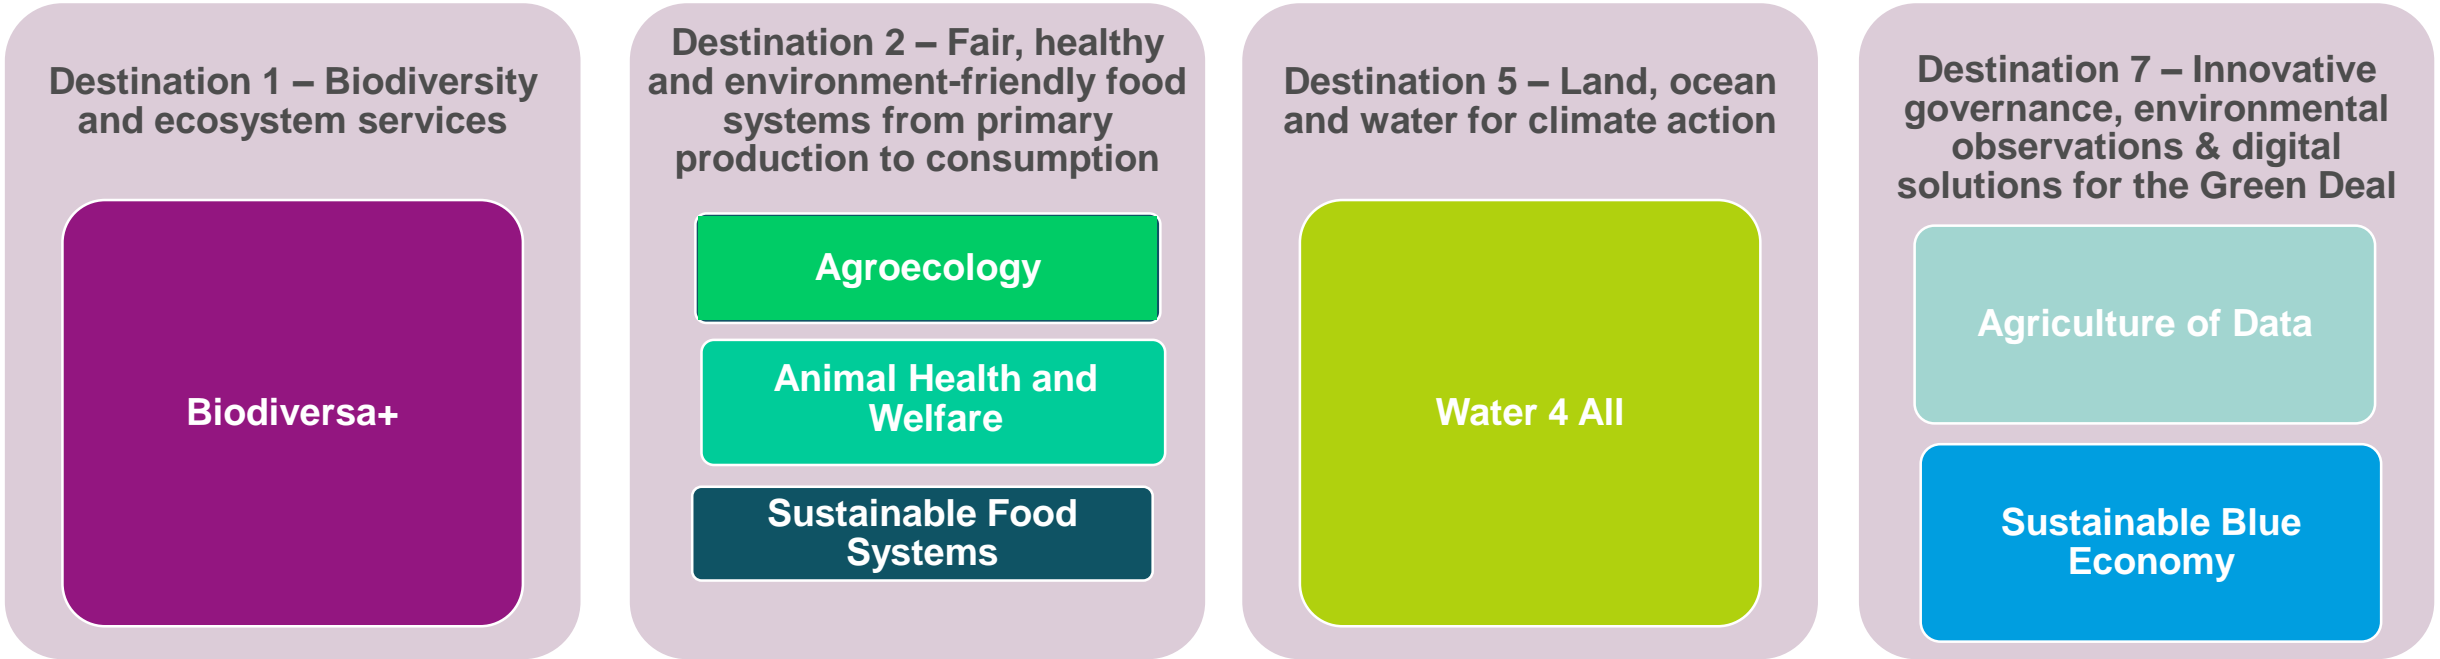 Destination 1 – Biodiversity
and ecosystem services
Biodiversa+
Destination 2 – Fair, healthy
and environment-friendly food
systems from primary
production to consumption
Agroecology
Animal Health and
Welfare
Sustainable Food
Systems
Destination 5 – Land, ocean
and water for climate action
Water 4 All
Destination 7 – Innovative
governance, environmental
observations & digital
solutions for the Green Deal
Agriculture of Data
Sustainable Blue
Economy